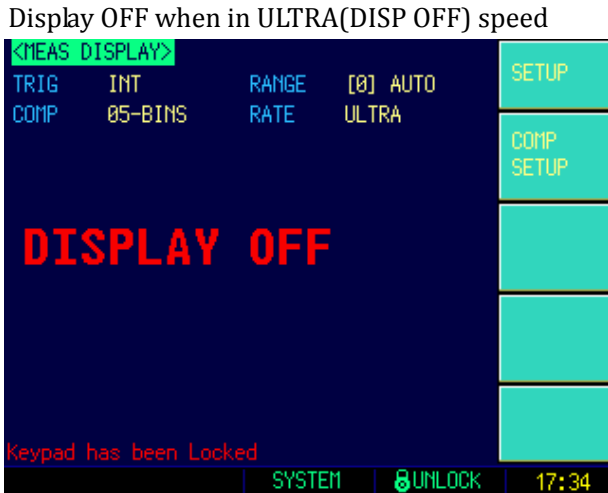 Display OFF when in ULTRA(DISP OFF) speed
<MEAS DISPLAY>
TRIG INT RANGE [0] AUTO
COMP 05-BINS RATE ULTRA
SETUP
COMP
SETUP
DISPLAY OFF
Keypad has been Locked
SYSTEM UNLOCK 17:34